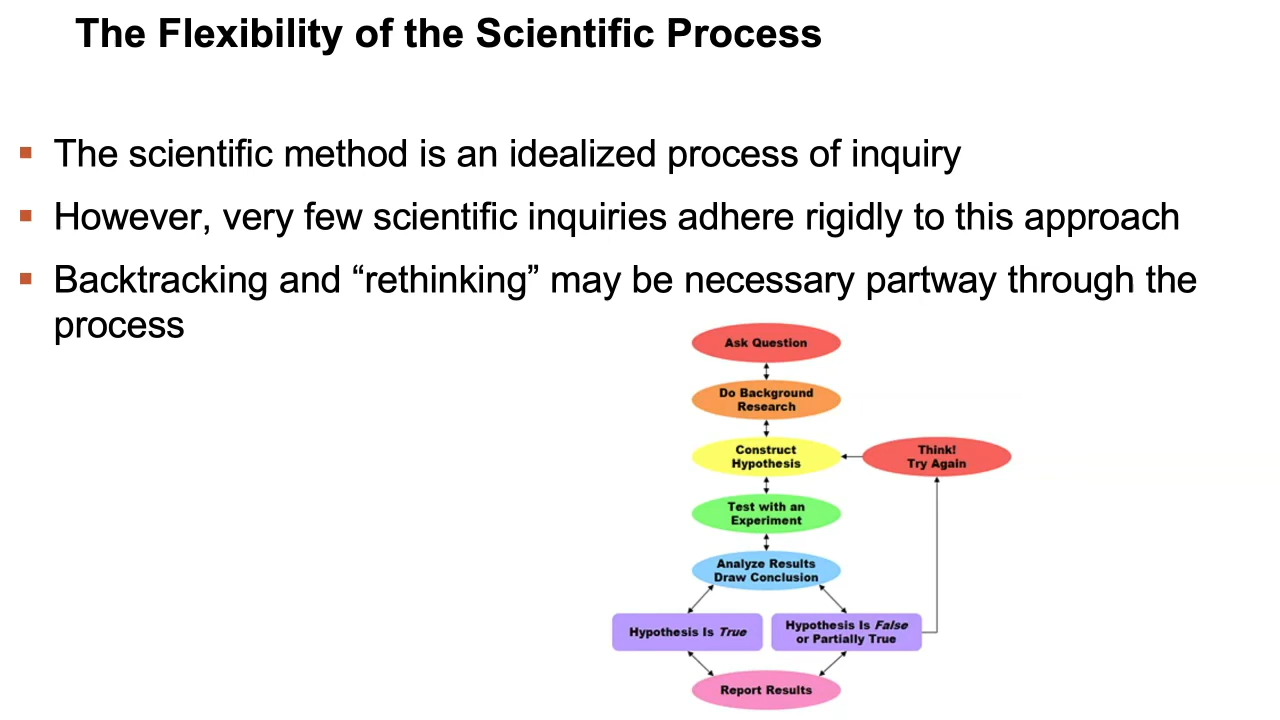 The Flexibility of the Scientific Process
▪ The scientific method is an idealized process of inquiry
▪ However, very few scientific inquiries adhere rigidly to this approach
▪ Backtracking and “rethinking” may be necessary partway through the
process
Ask Question
Do Background
Research
Construct
Hypothesis
Think!
Try Again
Test with an
Experiment
Analyze Results
Draw Conclusion
Hypothesis Is True
Hypothesis Is False
or Partially True
Report Results